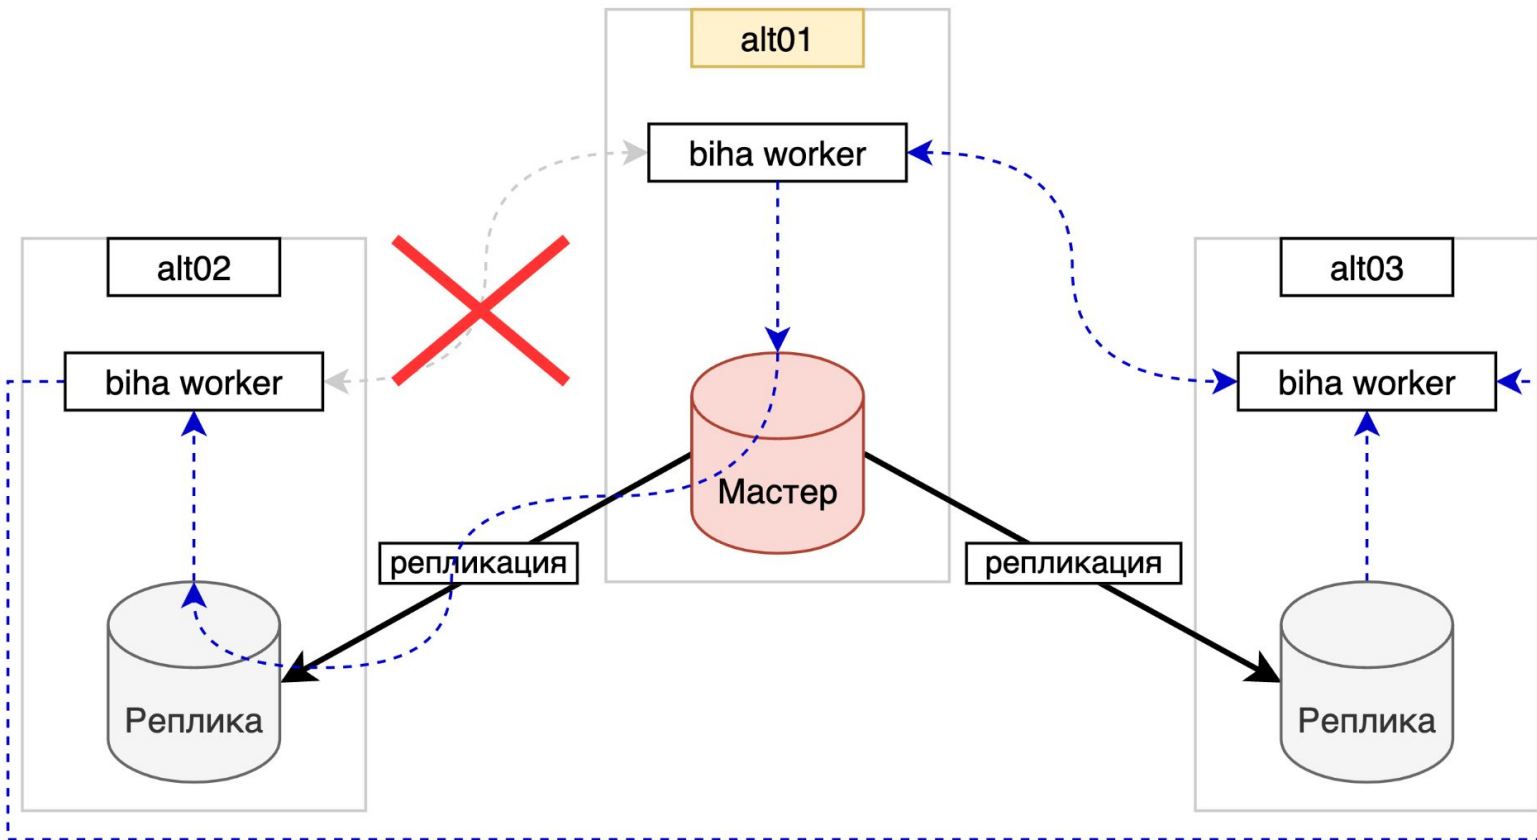 alt01
biha worker
alt02
alt03
biha worker
biha worker
Мастер
репликация
репликация
Реплика
Реплика